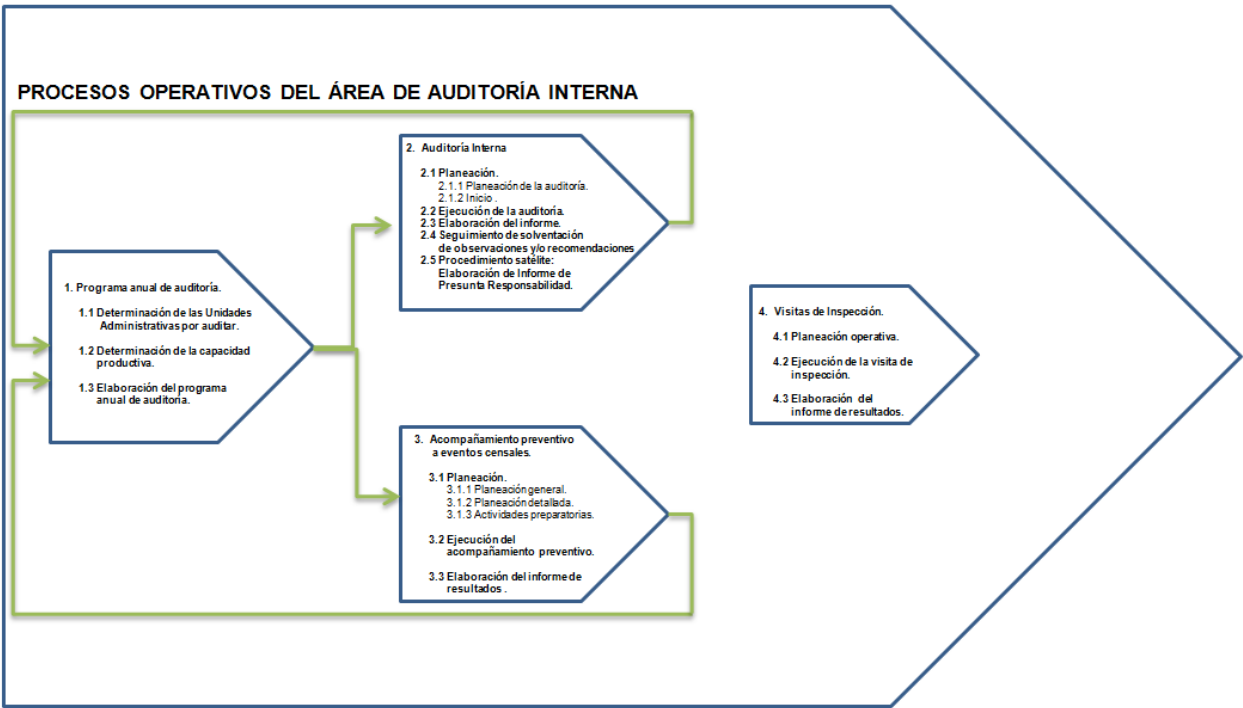 PROCESOS OPERATIVOS DEL ÁREA DE AUDITORÍA INTERNA
1. Programa anual de auditoría.
1.1 Determinación de las Unidades
Administrativas por auditar.
1.2 Determinación de la capacidad
productiva.
1.3 Elaboración del programa
anual de auditoría.
2. Auditoría Interna
2.1 Planeación.
2.1.1 Planeación de la auditoría.
2.1.2 Inicio .
2.2 Ejecución de la auditoría.
2.3 Elaboración del informe.
2.4 Seguimiento de solventación
de observaciones y/o recomendaciones
2.5 Procedimiento satélite:
Elaboración de Informe de
Presunta Responsabilidad.
3. Acompañamiento preventivo
a eventos censales.
3.1 Planeación.
3.1.1 Planeación general.
3.1.2 Planeación detallada.
3.1.3 Actividades preparatorias.
3.2 Ejecución del
acompañamiento preventivo.
3.3 Elaboración del informe de
resultados .
4. Visitas de Inspección.
4.1 Planeación operativa.
4.2 Ejecución de la visita de
inspección.
4.3 Elaboración del
informe de resultados.